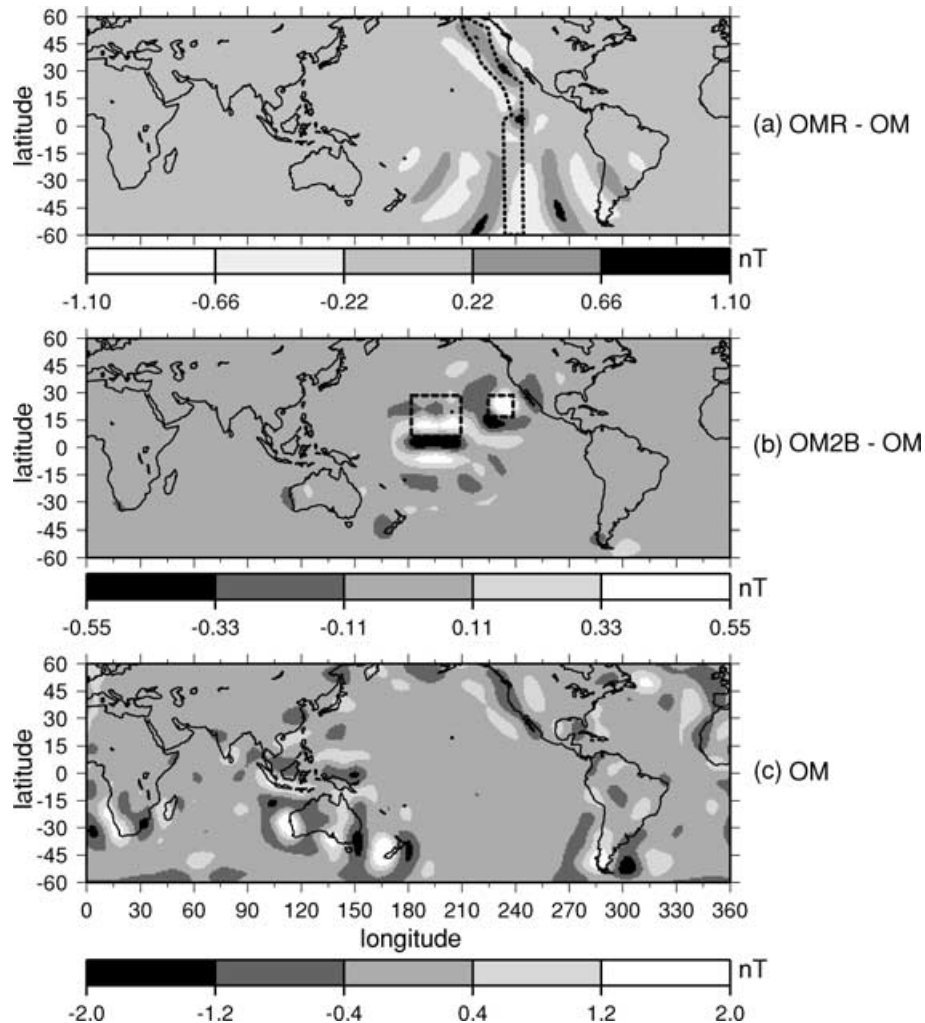 60
45
30
15
0
-15
-30
-45
-60
latitude
(a) OMR - OM
nT
-1.10 -0.66 -0.22 0.22 0.66 1.10
60
45
30
15
0
-15
-30
-45
-60
latitude
(b) OM2B - OM
nT
-0.55 -0.33 -0.11 0.11 0.33 0.55
60
45
30
15
0
-15
-30
-45
-60
latitude
(c) OM
0 30 60 90 120 150 180 210 240 270 300 330 360
longitude
nT
-2.0 -1.2 -0.4 0.4 1.2 2.0